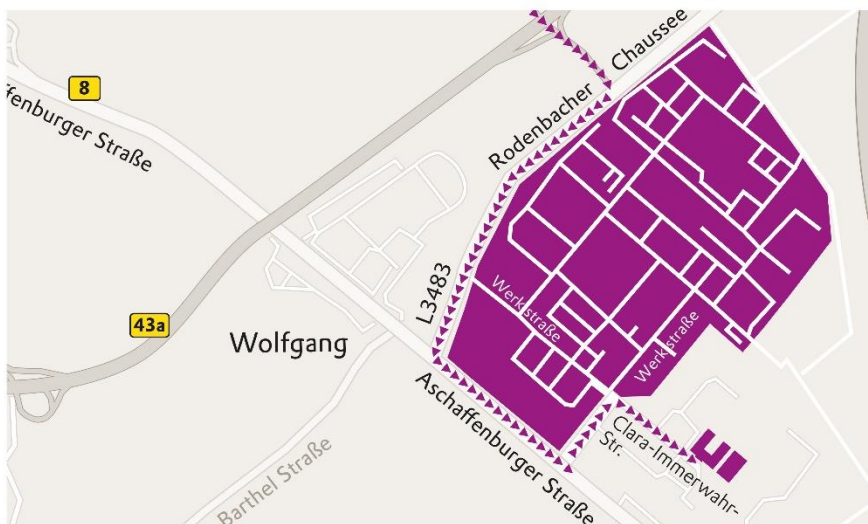 Chaussee
Rodenbacher
8
ffenburger Straße
L3483
43a
Wolfgang
Werkstraße
Werkstraße
Aschaffenburger Straße
Clara-Immerwahr-
Str.
Barthel Straße